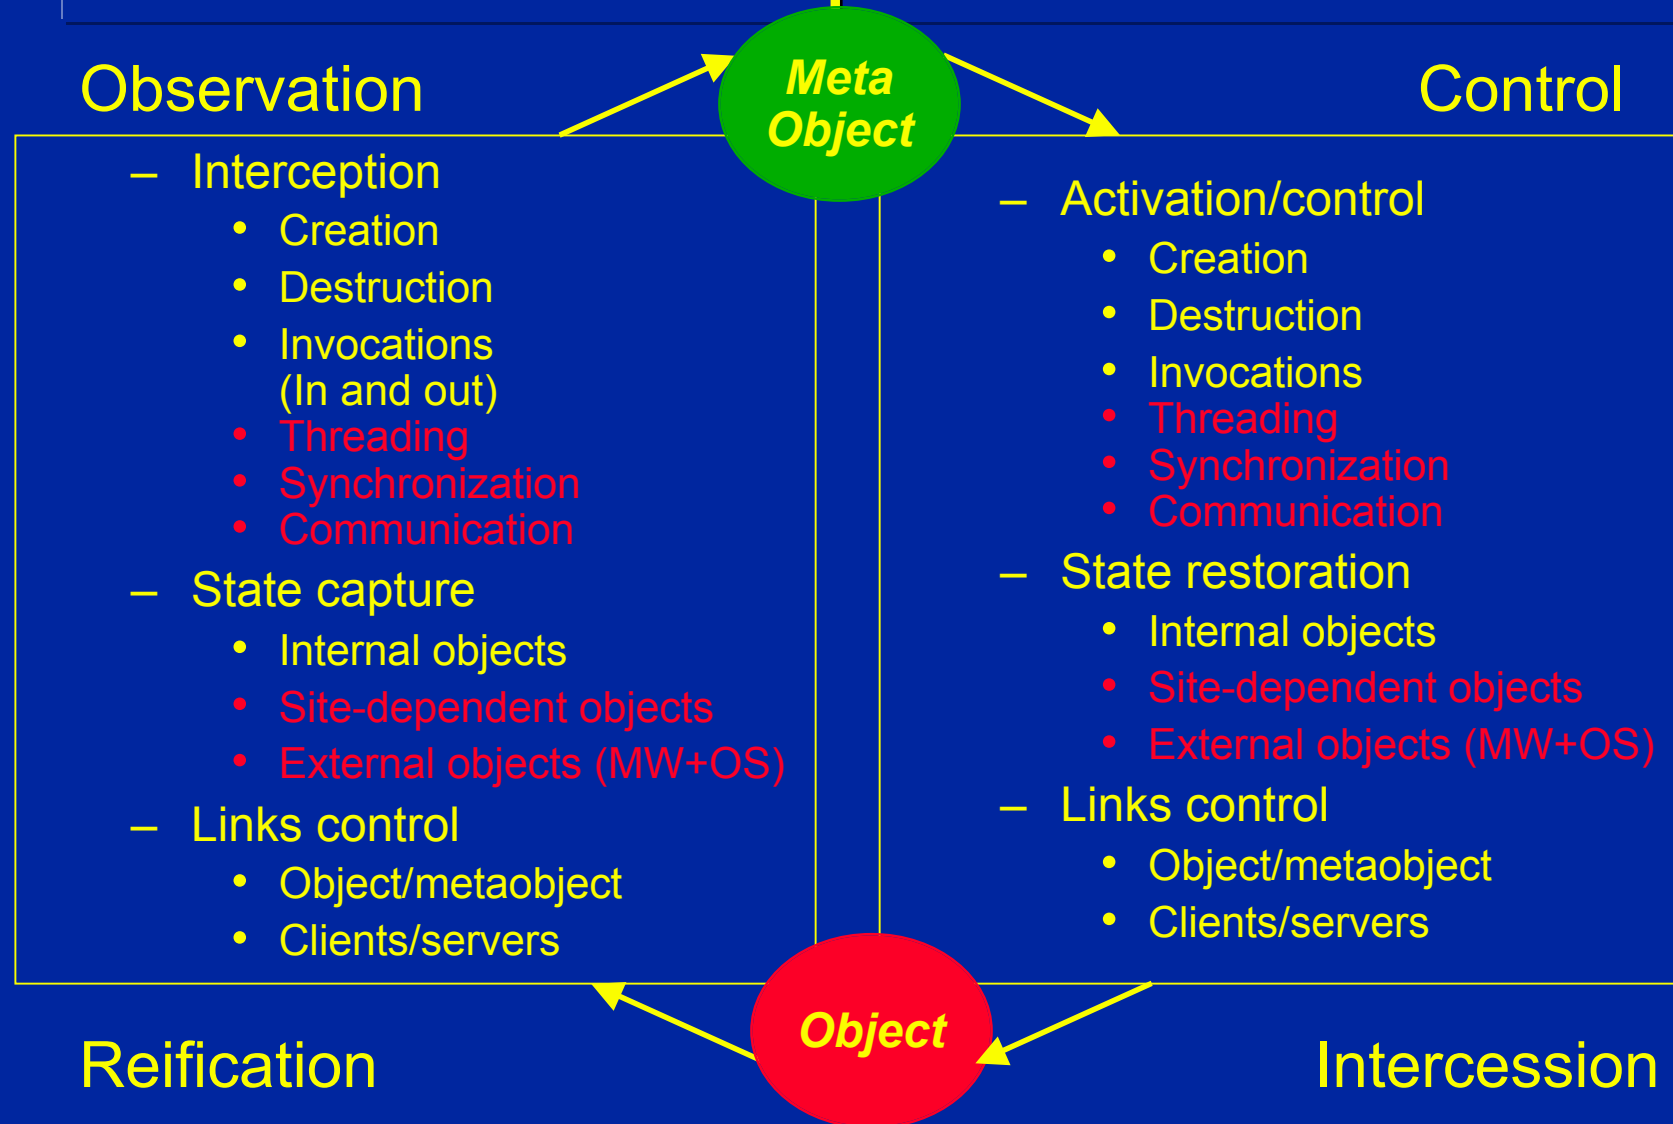 Observation
Meta
Object
Control
– Interception
• Creation
• Destruction
• Invocations
(In and out)
• Threading
• Synchronization
• Communication
– State capture
• Internal objects
• Site-dependent objects
• External objects (MW+OS)
– Links control
• Object/metaobject
• Clients/servers
– Activation/control
• Creation
• Destruction
• Invocations
• Threading
• Synchronization
• Communication
– State restoration
• Internal objects
• Site-dependent objects
• External objects (MW+OS)
– Links control
• Object/metaobject
• Clients/servers
Reification
Object
Intercession